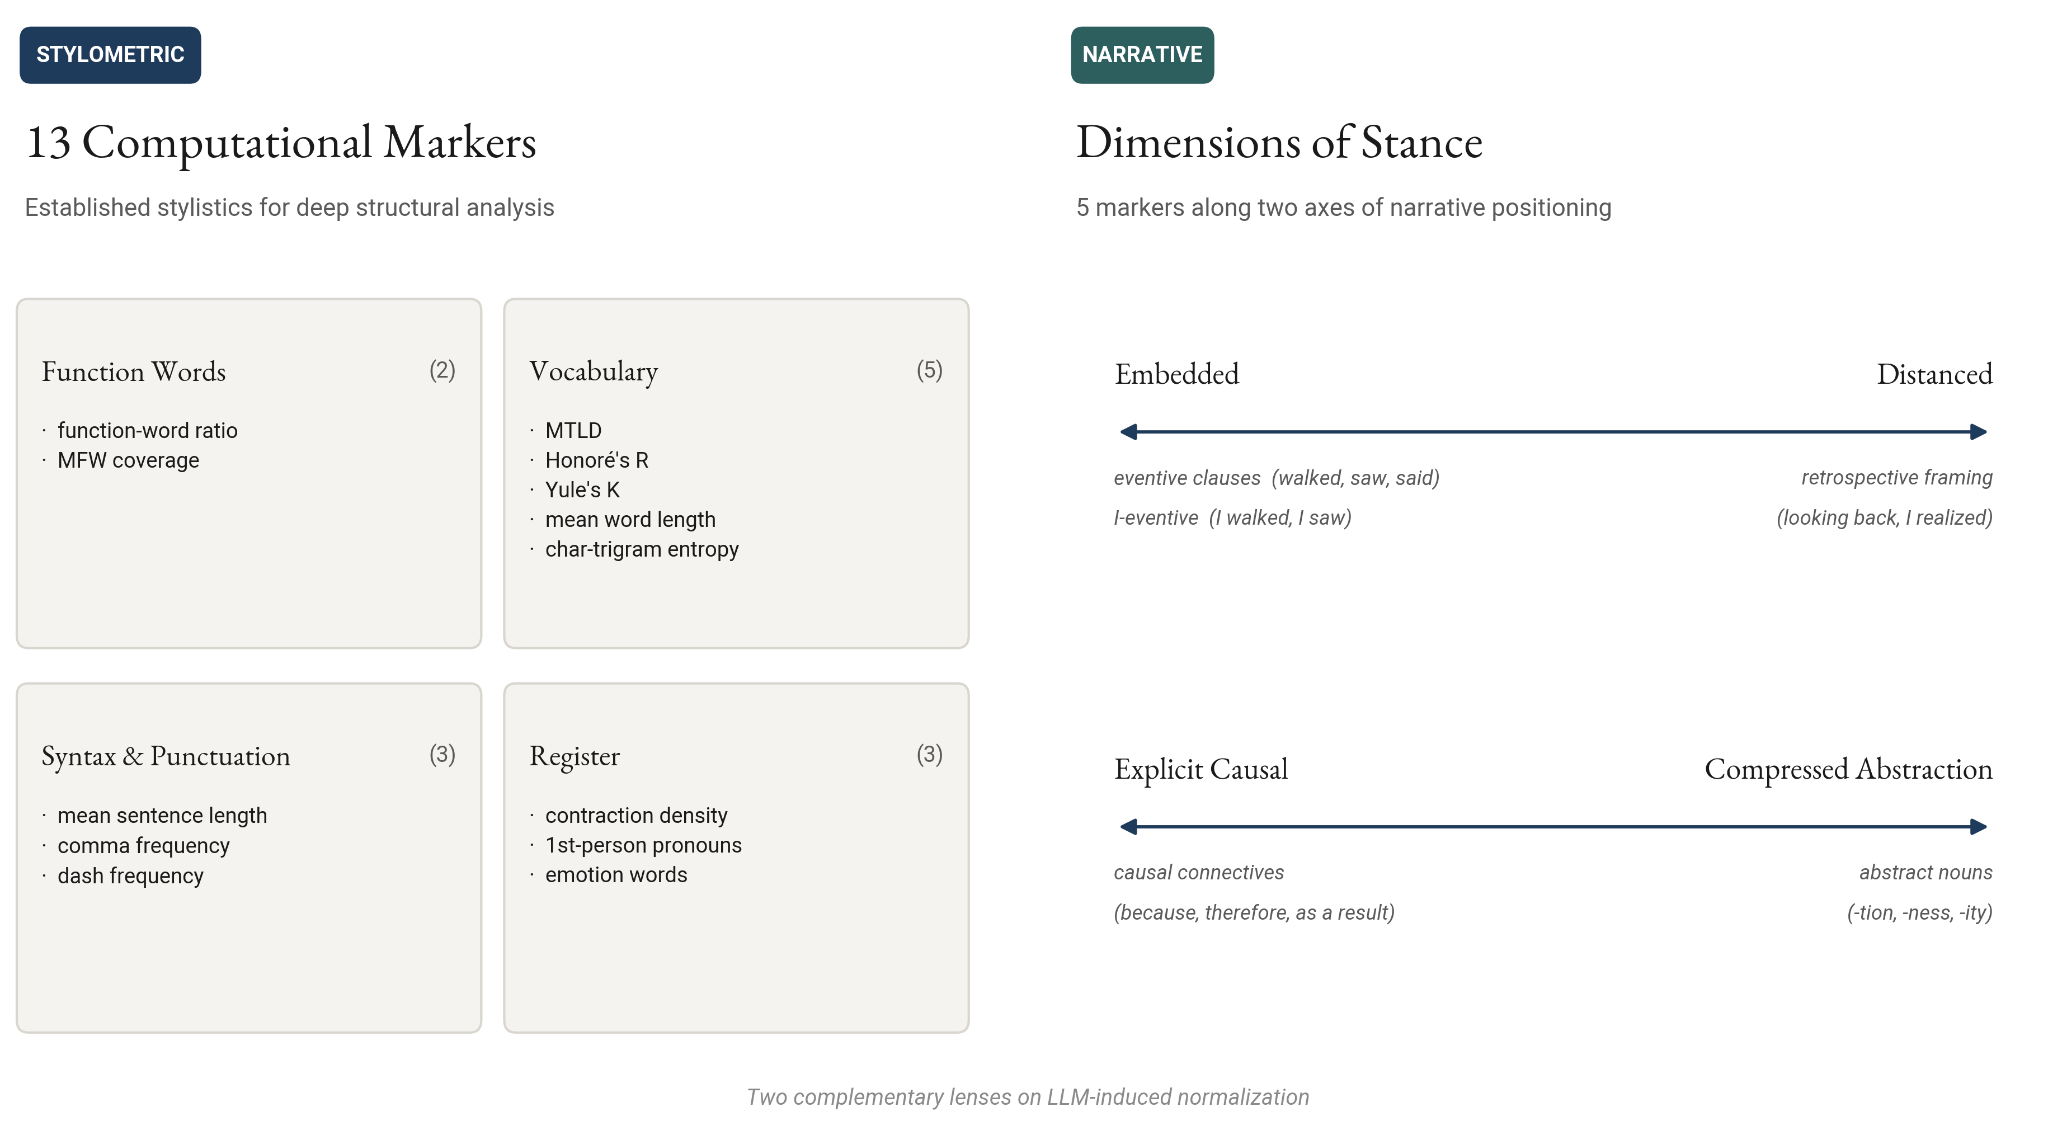 STYLOMETRIC
13 Computational Markers
Established stylistics for deep structural analysis
Function Words (2)
· function-word ratio
· MFW coverage
Vocabulary (5)
· MTLD
· Honoré's R
· Yule's K
· mean word length
· char-trigram entropy
Syntax & Punctuation (3)
· mean sentence length
· comma frequency
· dash frequency
Register (3)
· contraction density
· 1st-person pronouns
· emotion words
NARRATIVE
Dimensions of Stance
5 markers along two axes of narrative positioning
Embedded
Distanced
eventive clauses (walked, saw, said)
I-eventive (I walked, I saw)
retrospective framing
(looking back, I realized)
Explicit Causal
Compressed Abstraction
causal connectives
(because, therefore, as a result)
abstract nouns
(-tion, -ness, -ity)
Two complementary lenses on LLM-induced normalization